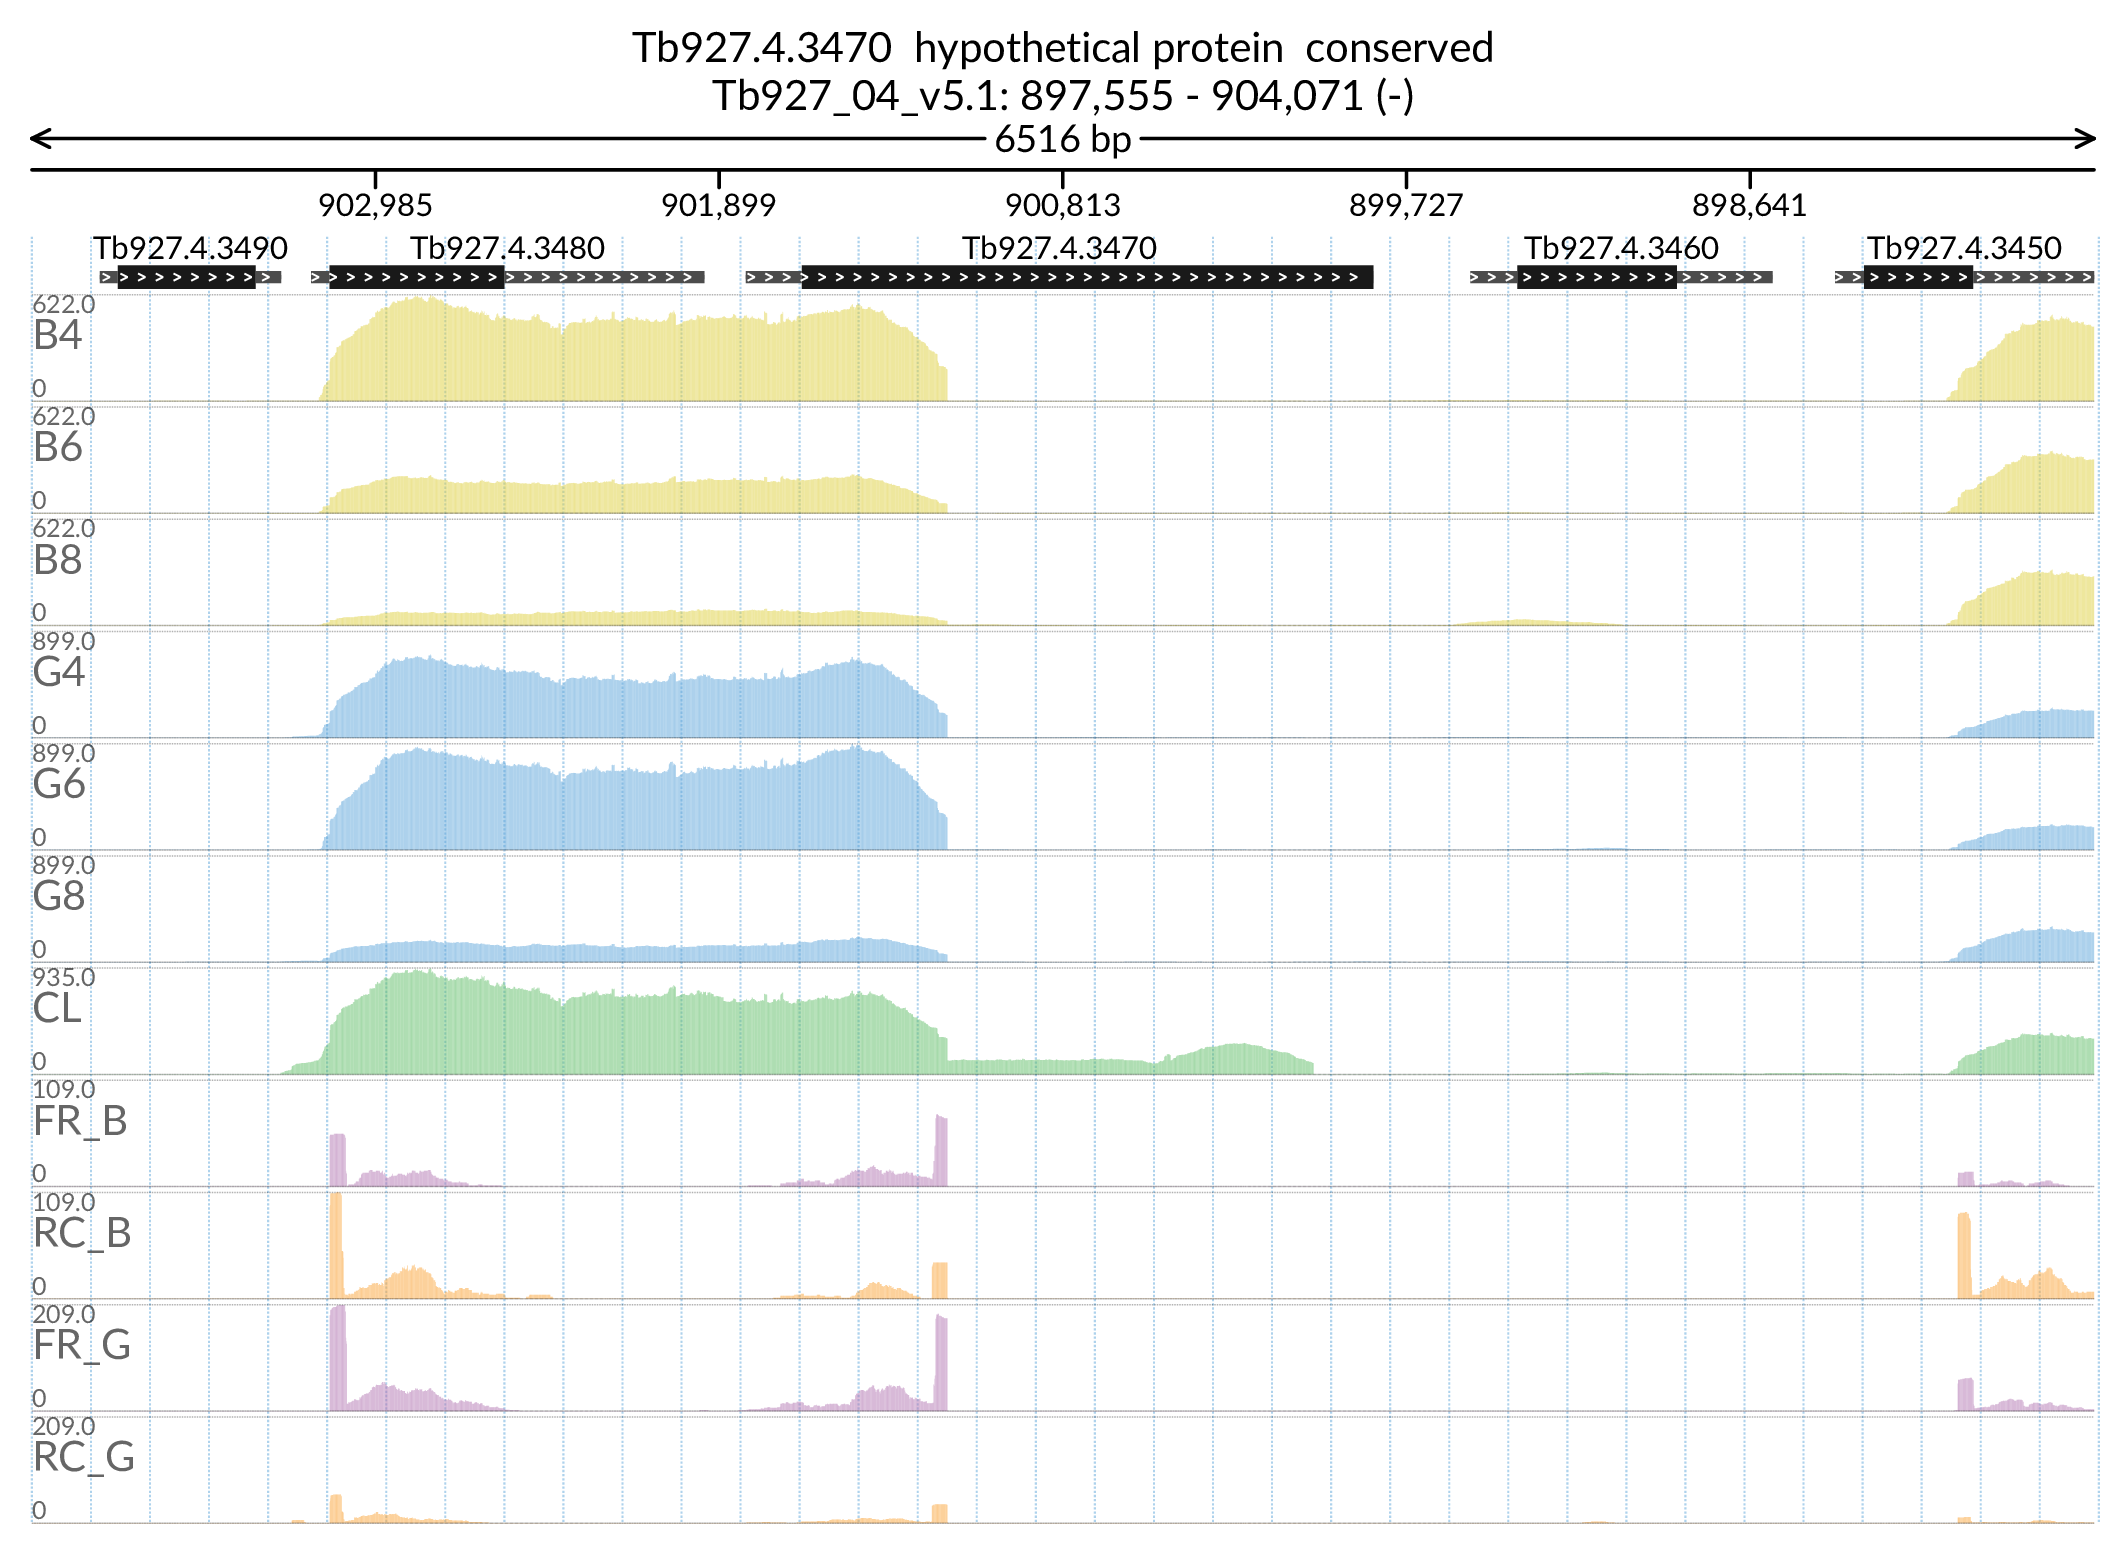 Tb927.4.3470  hypothetical protein  conserved
Tb927_04_v5.1: 897,555 - 904,071 (-)
6516 bp
902,985 901,899 900,813 899,727 898,641
Tb927.4.3490 Tb927.4.3480 Tb927.4.3470 Tb927.4.3460 Tb927.4.3450
622.0
B4
0
622.0
B6
0
622.0
B8
0
899.0
G4
0
899.0
G6
0
899.0
G8
0
935.0
CL
0
109.0
FR_B
0
109.0
RC_B
0
209.0
FR_G
0
209.0
RC_G
0